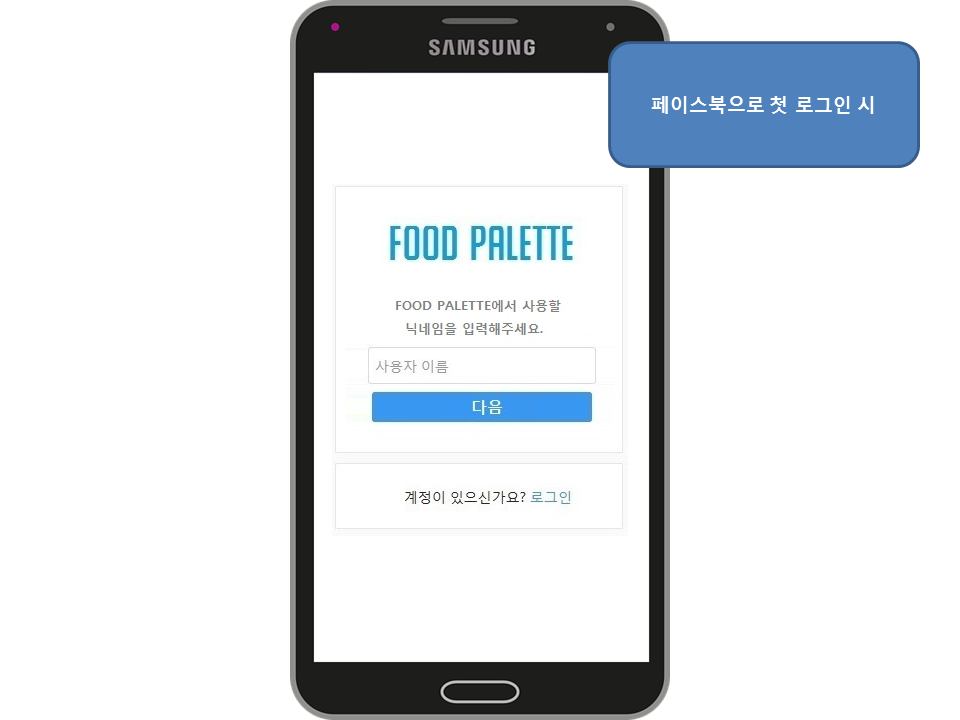 SAMSUNG
페이스북으로 첫 로그인 시
FOOD PALETTE
FOOD PALETTE에서 사용할
닉네임을 입력해주세요.
사용자 이름
다음
계정이 있으신가요? 로그인